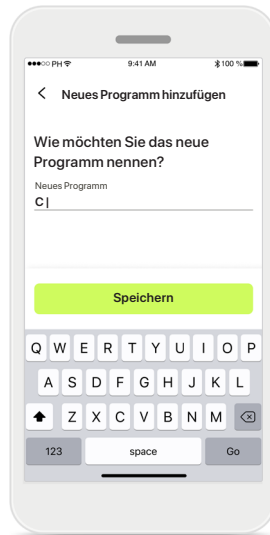 PH 9:41 AM 100 %
Neues Programm hinzufügen
Wie möchten Sie das neue
Programm nennen?
Neues Programm
C
Speichern
Q W E R T Y U I O P
A S D F G H J K L
Z X C V B N M
123 space Go